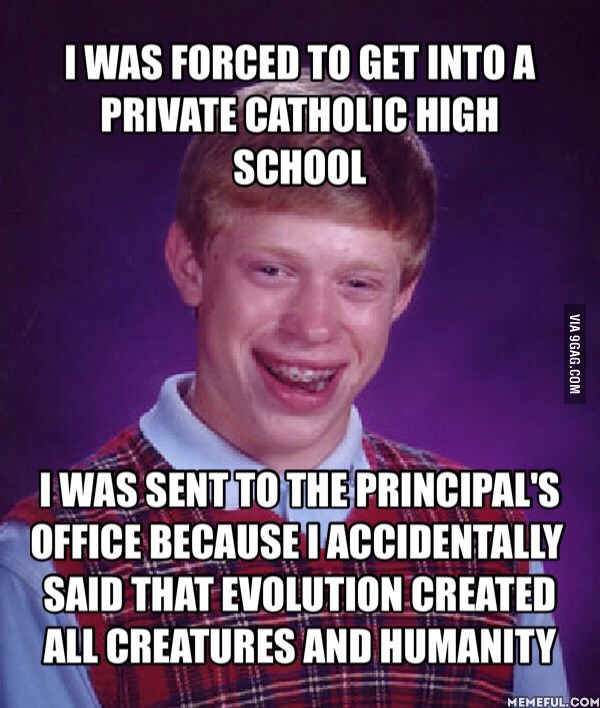 I WAS FORCED TO GET INTO A
PRIVATE CATHOLIC HIGH
SCHOOL
VIA 9GAG.COM
I WAS SENT TO THE PRINCIPAL'S
OFFICE BECAUSE I ACCIDENTALLY
SAID THAT EVOLUTION CREATED
ALL CREATURES AND HUMANITY
MEMEFUL.COM